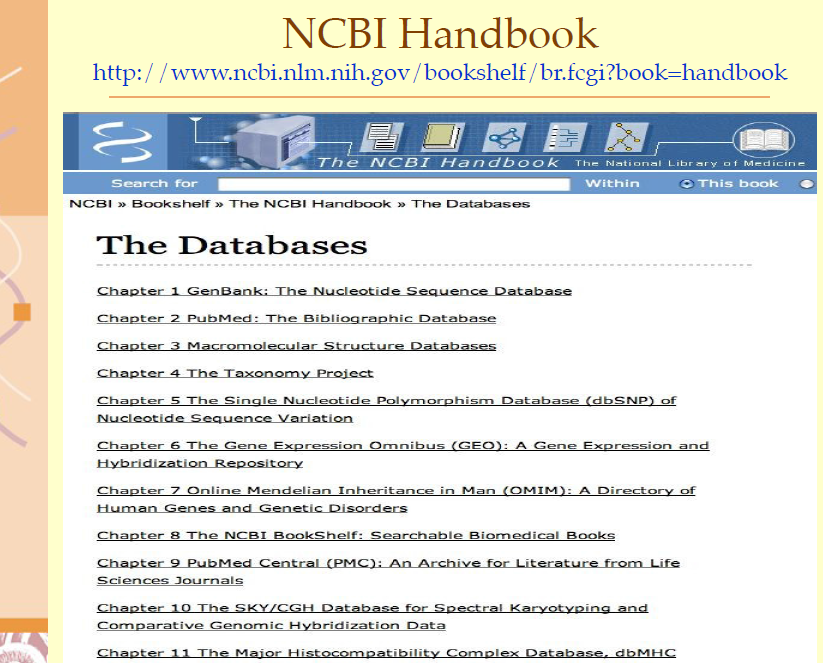 NCBI Handbook
http://www.ncbi.nlm.nih.gov/bookshelf/br.fcgi?book=handbook
The NCBI Handbook The National Library of Medicine
Search for Within This book
NCBI » Bookshelf » The NCBI Handbook » The Databases
The Databases
Chapter 1 GenBank: The Nucleotide Sequence Database
Chapter 2 PubMed: The Bibliographic Database
Chapter 3 Macromolecular Structure Databases
Chapter 4 The Taxonomy Project
Chapter 5 The Single Nucleotide Polymorphism Database (dbSNP) of
Nucleotide Sequence Variation
Chapter 6 The Gene Expression Omnibus (GEO): A Gene Expression and
Hybridization Repository
Chapter 7 Online Mendelian Inheritance in Man (OMIM): A Directory of
Human Genes and Genetic Disorders
Chapter 8 The NCBI BookShelf: Searchable Biomedical Books
Chapter 9 PubMed Central (PMC): An Archive for Literature from Life
Sciences Journals
Chapter 10 The SKY/CGH Database for Spectral Karyotyping and
Comparative Genomic Hybridization Data
Chapter 11 The Major Histocompatibility Complex Database, dbMHC